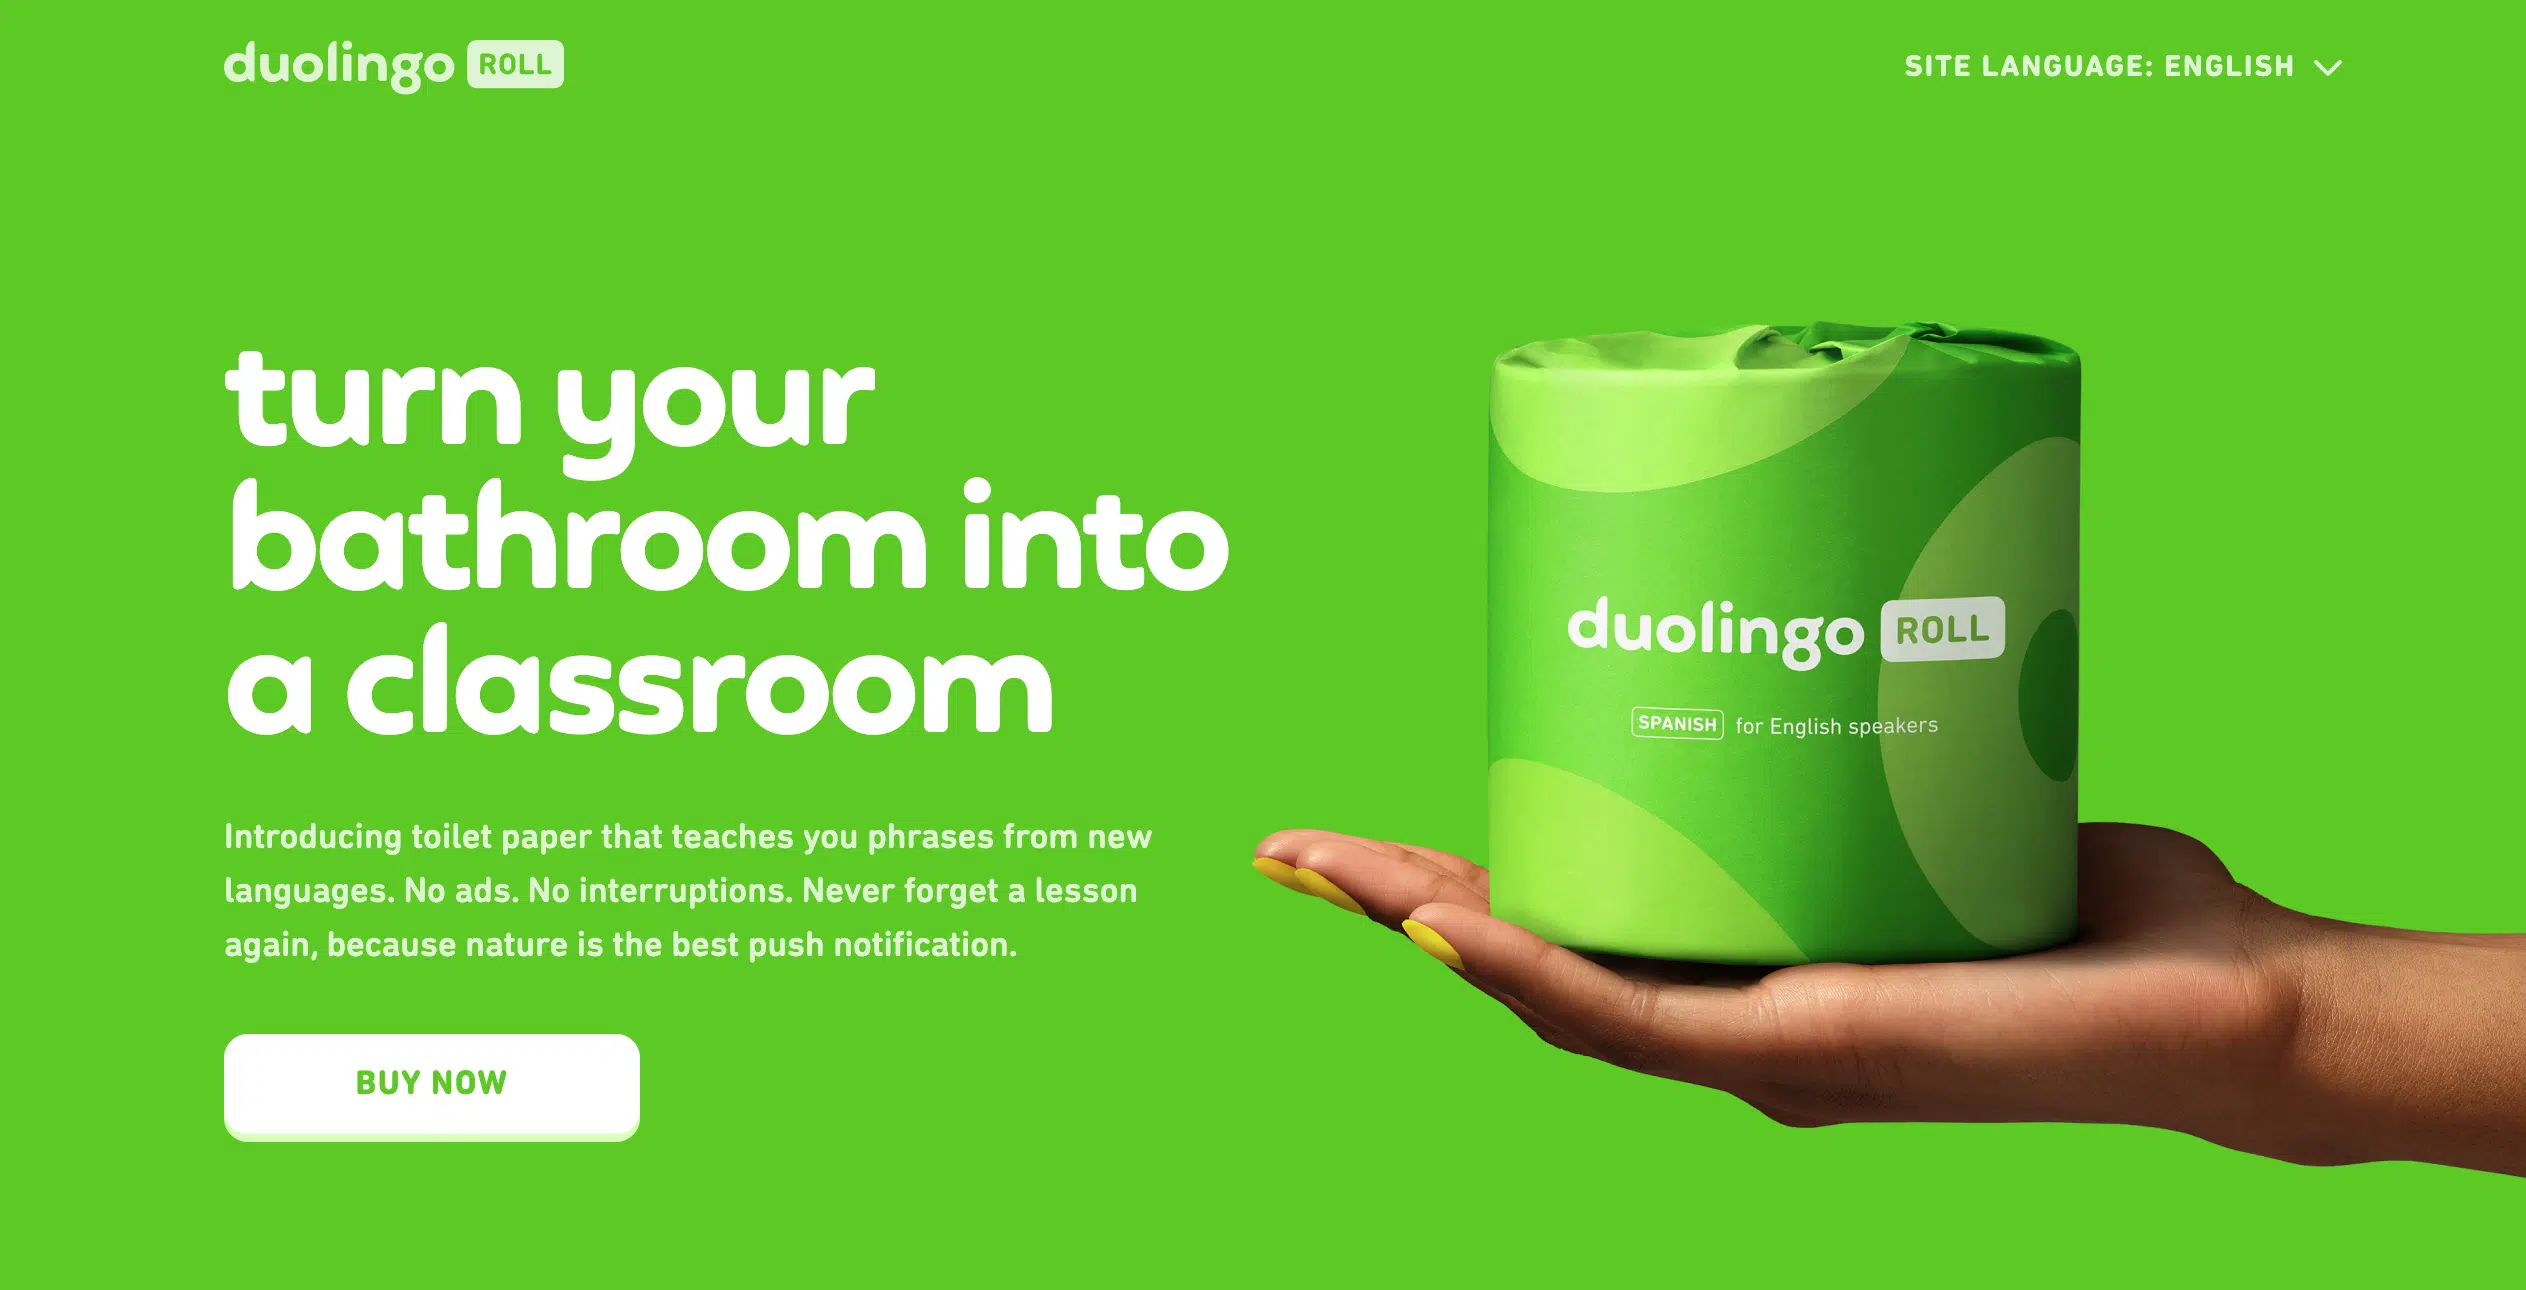 duolingo ROLL
SITE LANGUAGE: ENGLISH
turn your
bathroom into
a classroom
Introducing toilet paper that teaches you phrases from new
languages. No ads. No interruptions. Never forget a lesson
again, because nature is the best push notification.
BUY NOW
duolingo ROLL
SPANISH for English speakers